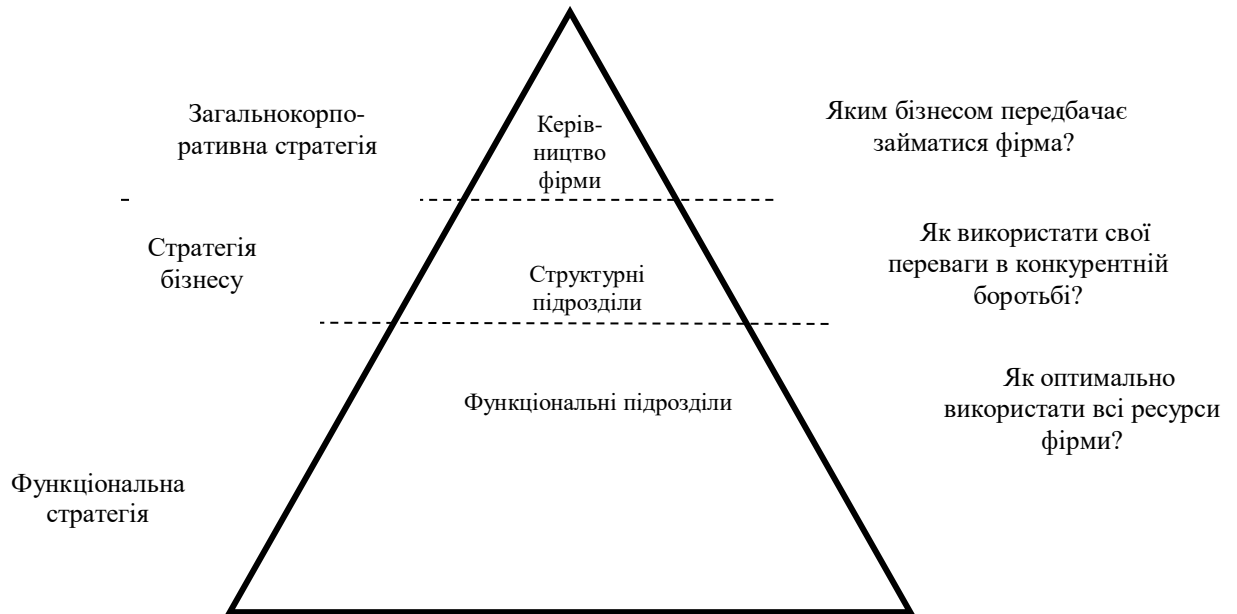 Загальнокорпо-
ративна стратегія
Керів-
ництво
фірми
Яким бізнесом передбачає
займатися фірма?
Стратегія
бізнесу
Структурні
підрозділи
Як використати свої
переваги в конкурентній
боротьбі?
Функціональні підрозділи
Як оптимально
використати всі ресурси
фірми?
Функціональна
стратегія